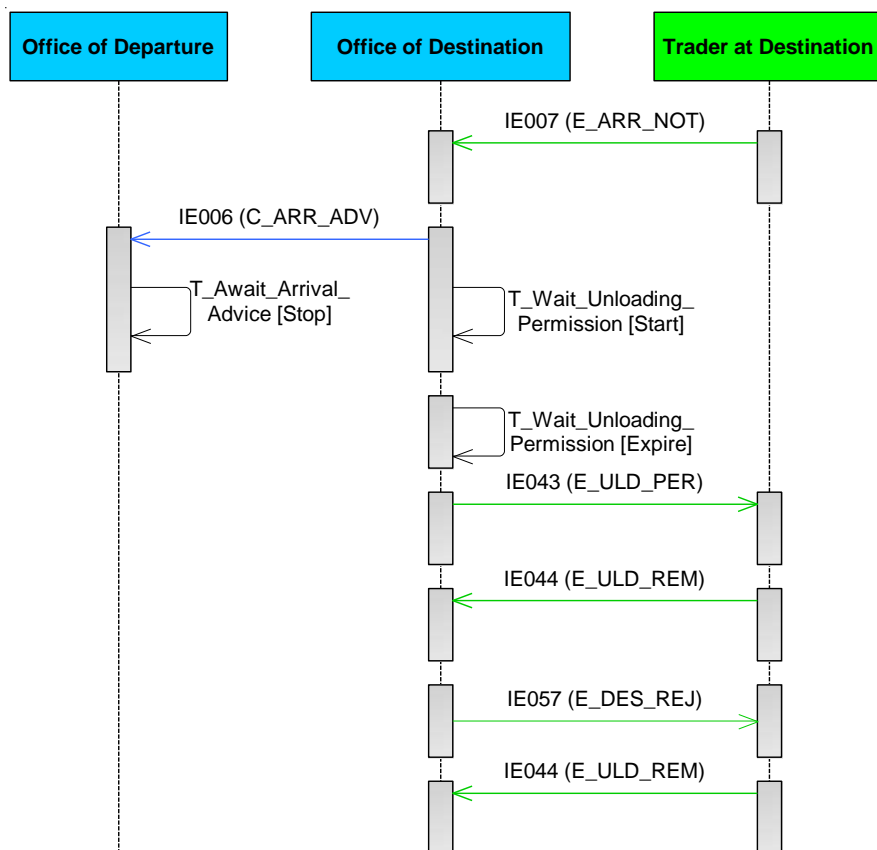 Office of Departure
Office of Destination
Trader at Destination
IE007 (E_ARR_NOT)
IE006 (C_ARR_ADV)
T_Await_Arrival_
Advice [Stop]
T_Wait_Unloading_
Permission [Start]
T_Wait_Unloading_
Permission [Expire]
IE043 (E_ULD_PER)
IE044 (E_ULD_REM)
IE057 (E_DES_REJ)
IE044 (E_ULD_REM)